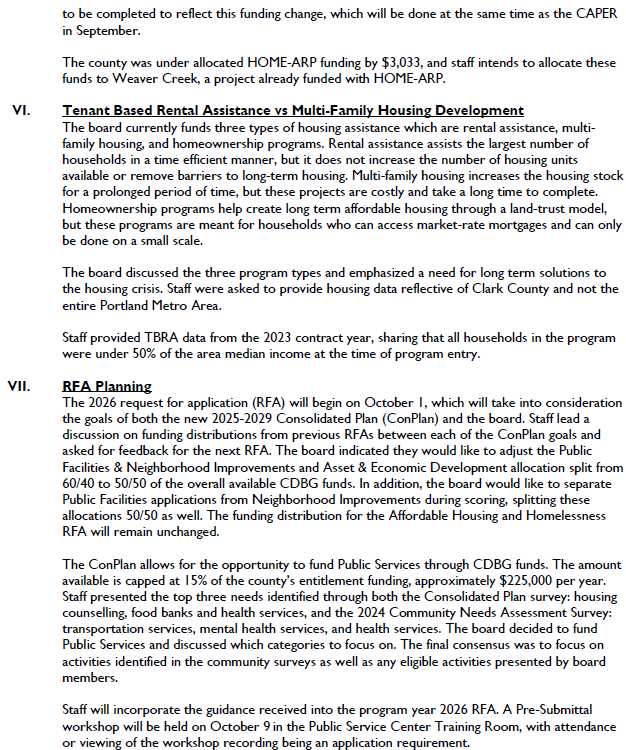 to be completed to reflect this funding change, which will be done at the same time as the CAPER
in September.
The county was under allocated HOME-ARP funding by $3,033, and staff intends to allocate these
funds to Weaver Creek, a project already funded with HOME-ARP.
VI. Tenant Based Rental Assistance vs Multi-Family Housing Development
The board currently funds three types of housing assistance which are rental assistance, multi-
family housing, and homeownership programs. Rental assistance assists the largest number of
households in a time efficient manner, but it does not increase the number of housing units
available or remove barriers to long-term housing. Multi-family housing increases the housing stock
for a prolonged period of time, but these projects are costly and take a long time to complete.
Homeownership programs help create long term affordable housing through a land-trust model,
but these programs are meant for households who can access market-rate mortgages and can only
be done on a small scale.
The board discussed the three program types and emphasized a need for long term solutions to
the housing crisis. Staff were asked to provide housing data reflective of Clark County and not the
entire Portland Metro Area.
Staff provided TBRA data from the 2023 contract year, sharing that all households in the program
were under 50% of the area median income at the time of program entry.
VII. RFA Planning
The 2026 request for application (RFA) will begin on October 1, which will take into consideration
the goals of both the new 2025-2029 Consolidated Plan (ConPlan) and the board. Staff lead a
discussion on funding distributions from previous RFAs between each of the ConPlan goals and
asked for feedback for the next RFA. The board indicated they would like to adjust the Public
Facilities & Neighborhood Improvements and Asset & Economic Development allocation split from
60/40 to 50/50 of the overall available CDBG funds. In addition, the board would like to separate
Public Facilities applications from Neighborhood Improvements during scoring, splitting these
allocations 50/50 as well. The funding distribution for the Affordable Housing and Homelessness
RFA will remain unchanged.
The ConPlan allows for the opportunity to fund Public Services through CDBG funds. The amount
available is capped at 15% of the county's entitlement funding, approximately $225,000 per year.
Staff presented the top three needs identified through both the Consolidated Plan survey: housing
counselling, food banks and health services, and the 2024 Community Needs Assessment Survey:
transportation services, mental health services, and health services. The board decided to fund
Public Services and discussed which categories to focus on. The final consensus was to focus on
activities identified in the community surveys as well as any eligible activities presented by board
members.
Staff will incorporate the guidance received into the program year 2026 RFA. A Pre-Submittal
workshop will be held on October 9 in the Public Service Center Training Room, with attendance
or viewing of the workshop recording being an application requirement.